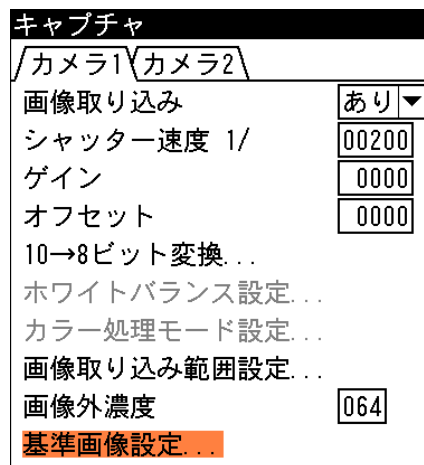 キャプチャ
カメラ1 カメラ2
画像取り込み あり
シャッター速度 1/ 00200
ゲイン 0000
オフセット 0000
10→8ビット変換...
ホワイトバランス設定...
カラー処理モード設定...
画像取り込み範囲設定...
画像外濃度 064
基準画像設定...